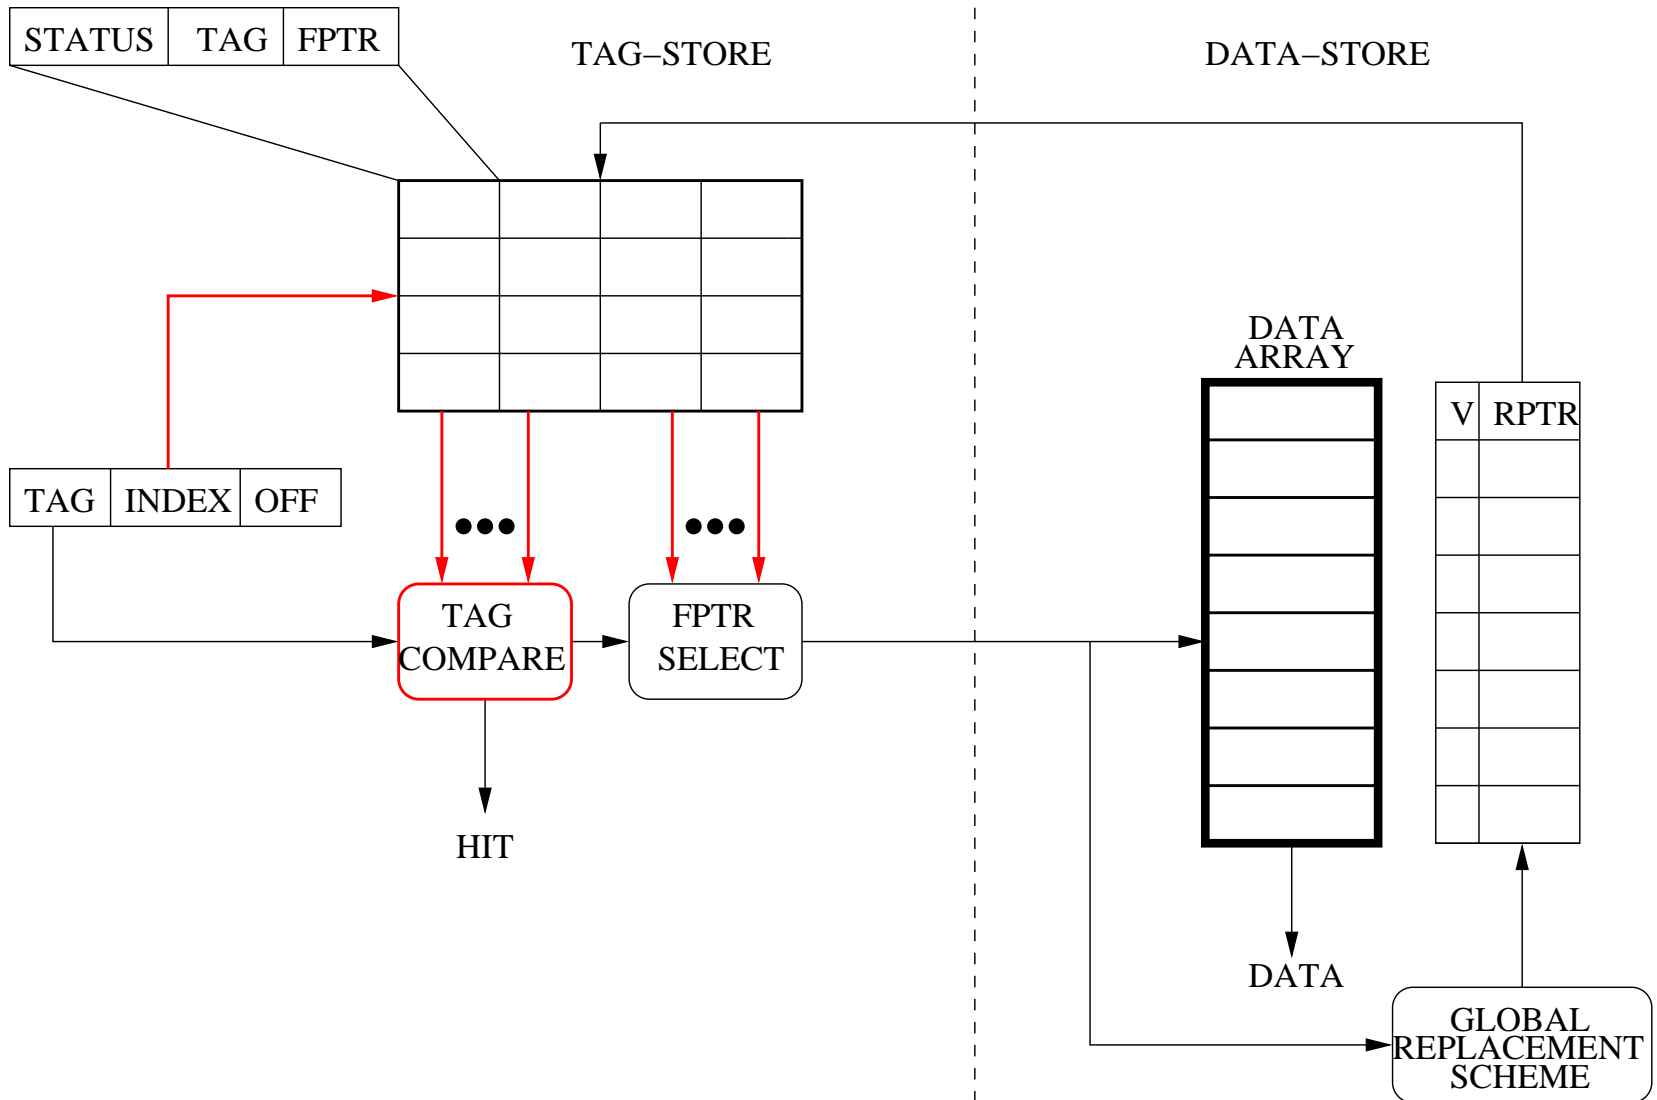 STATUS TAG FPTR
TAG–STORE
DATA–STORE
DATA
ARRAY
V RPTR
TAG INDEX OFF
TAG
COMPARE
FPTR
SELECT
HIT
DATA
GLOBAL
REPLACEMENT
SCHEME